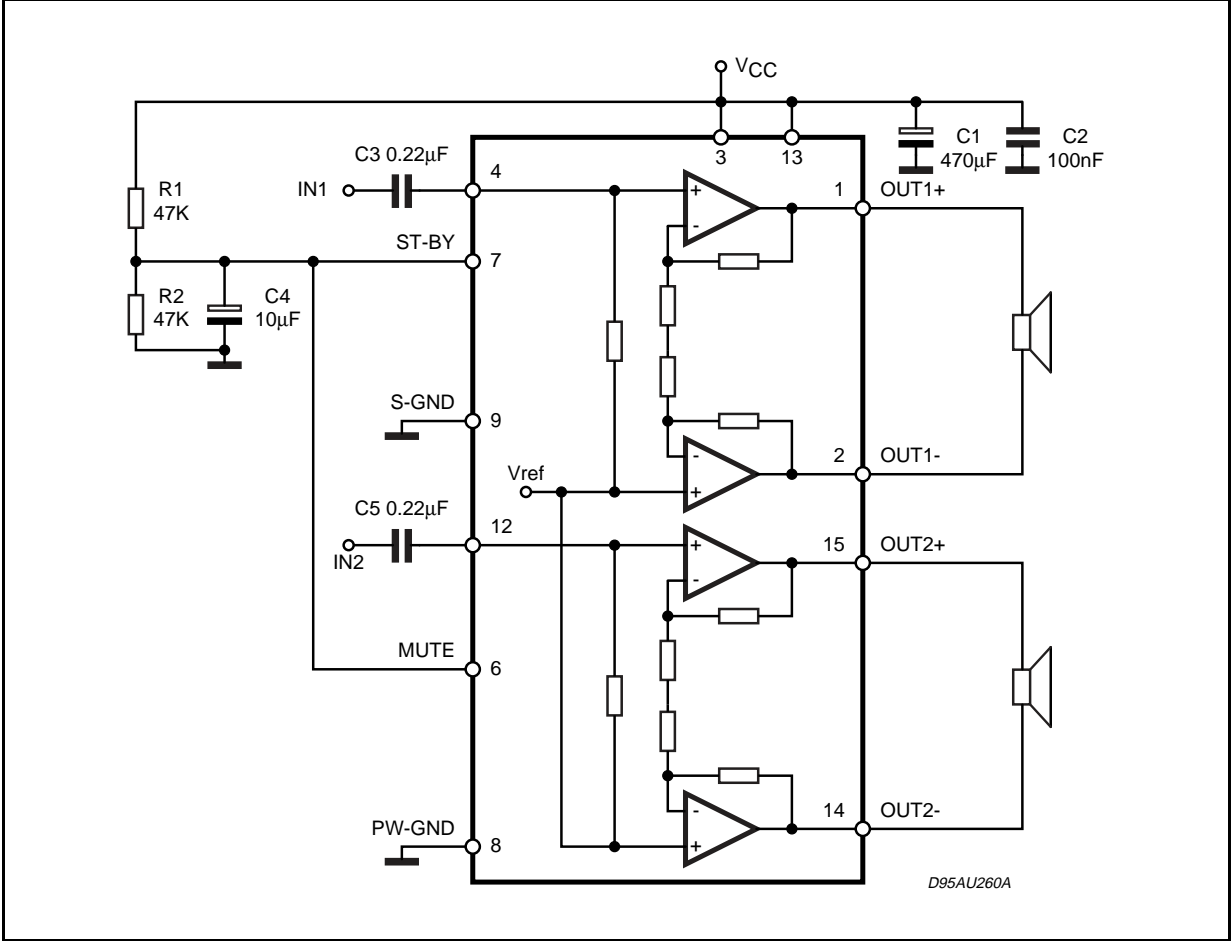 VCC
C3 0.22μF
IN1
4
3
13
C1
470μF
C2
100nF
R1
47K
1
OUT1+
+
-
ST-BY
7
R2
47K
C4
10μF
S-GND
9
-
+
2
OUT1-
Vref
C5 0.22μF
IN2
12
+
-
15
OUT2+
MUTE
6
-
+
14
OUT2-
PW-GND
8
D95AU260A